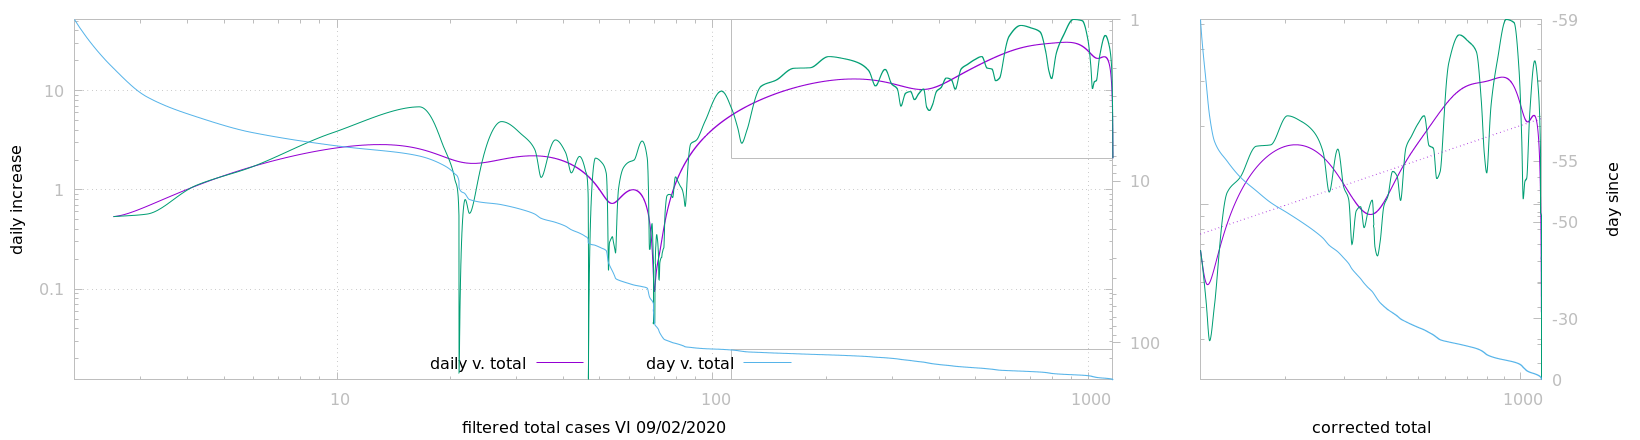 1 -59
10
daily increase
1
0.1
10
100
-55
-50
-30
0
day since
daily v. total day v. total
10 100 1000 1000
filtered total cases VI 09/02/2020 corrected total